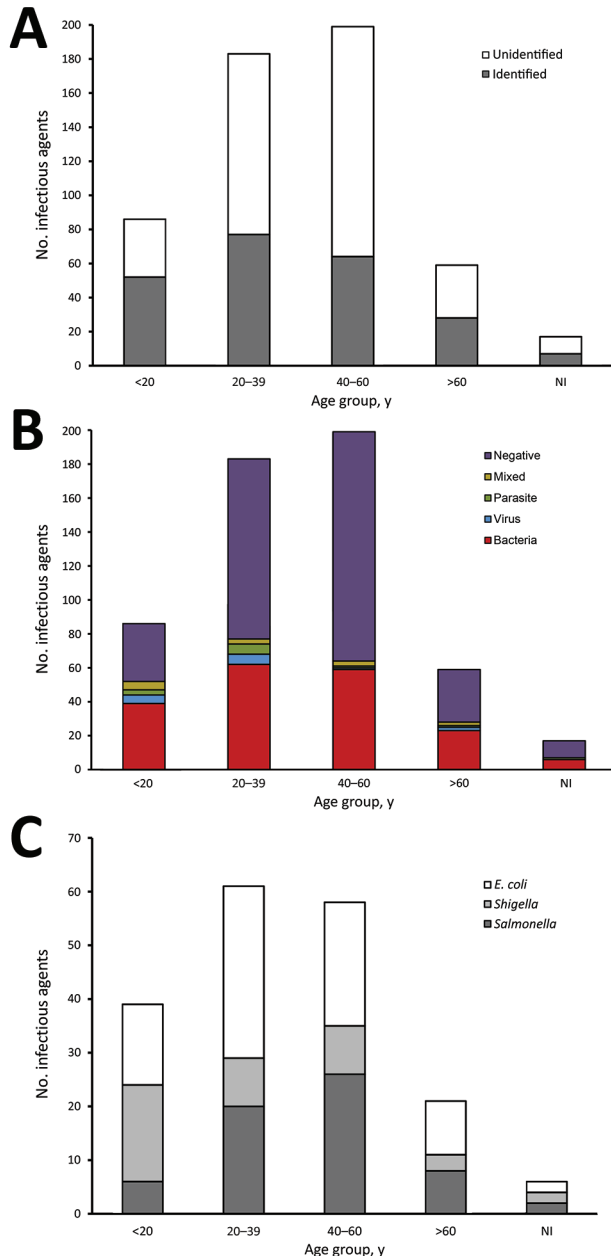 A
200
180
160
140
120
100
80
60
40
20
0
No. infectious agents
Unidentified
Identified
<20 20–39 40–60 >60 NI
Age group, y
B
200
180
160
140
120
100
80
60
40
20
0
No. infectious agents
Negative
Mixed
Parasite
Virus
Bacteria
<20 20–39 40–60 >60 NI
Age group, y
C
70
60
50
40
30
20
10
0
No. infectious agents
E. coli
Shigella
Salmonella
<20 20–39 40–60 >60 NI
Age group, y